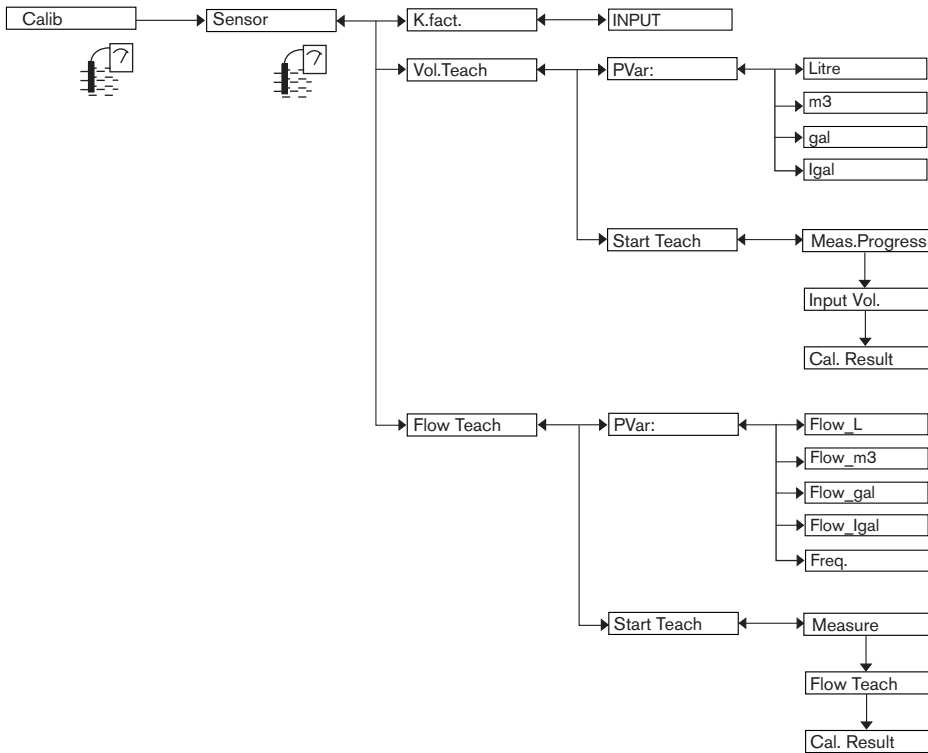 Calib
Sensor
K.fact.
INPUT
Vol.Teach
PVar:
Litre
m3
gal
Igal
Start Teach
Meas.Progress
Input Vol.
Cal. Result
Flow Teach
PVar:
Flow_L
Flow_m3
Flow_gal
Flow_Igal
Freq.
Start Teach
Measure
Flow Teach
Cal. Result